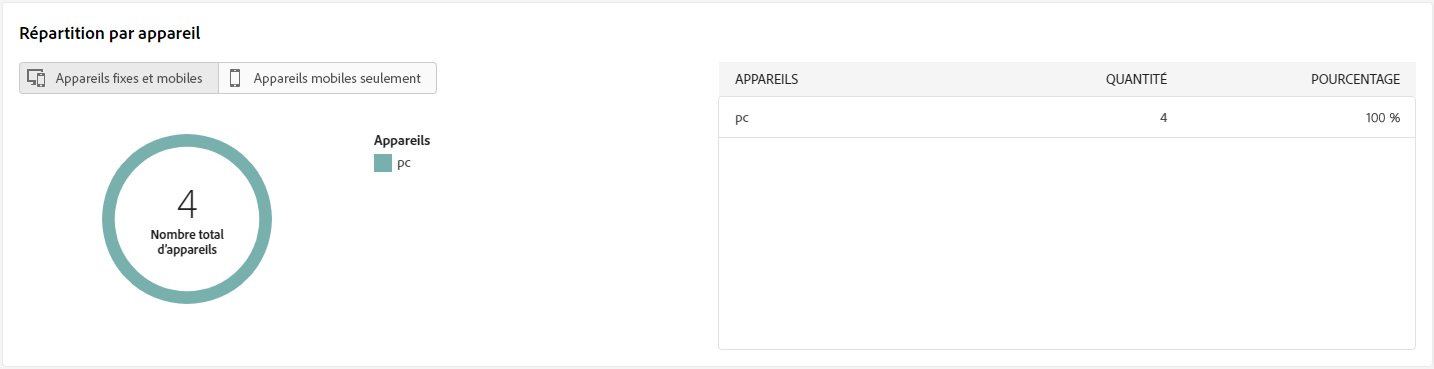 Répartition par appareil
Appareils fixes et mobiles
Appareils mobiles seulement
4
Nombre total
d'appareils
Appareils
pc
APPAREILS QUANTITÉ POURCENTAGE
pc 4 100 %